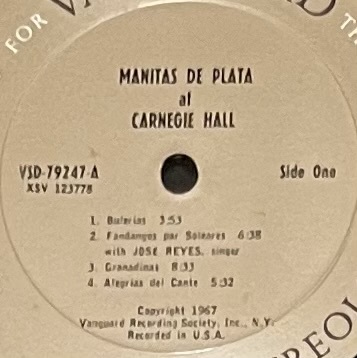 FOR
MANITAS DE PLATA
at
CARNEGIE HALL
VSD-79247-A
XSV 123778
Side One
1. Bulerias 3:53
2. Fandangos par Soleares 6:38
with JOSE REYES, singer
3. Granadinas 8:33
4. Alegrias del Cante 5:32
Copyright 1967
Vanguard Recording Society, Inc., N.Y.
Recorded in U.S.A.